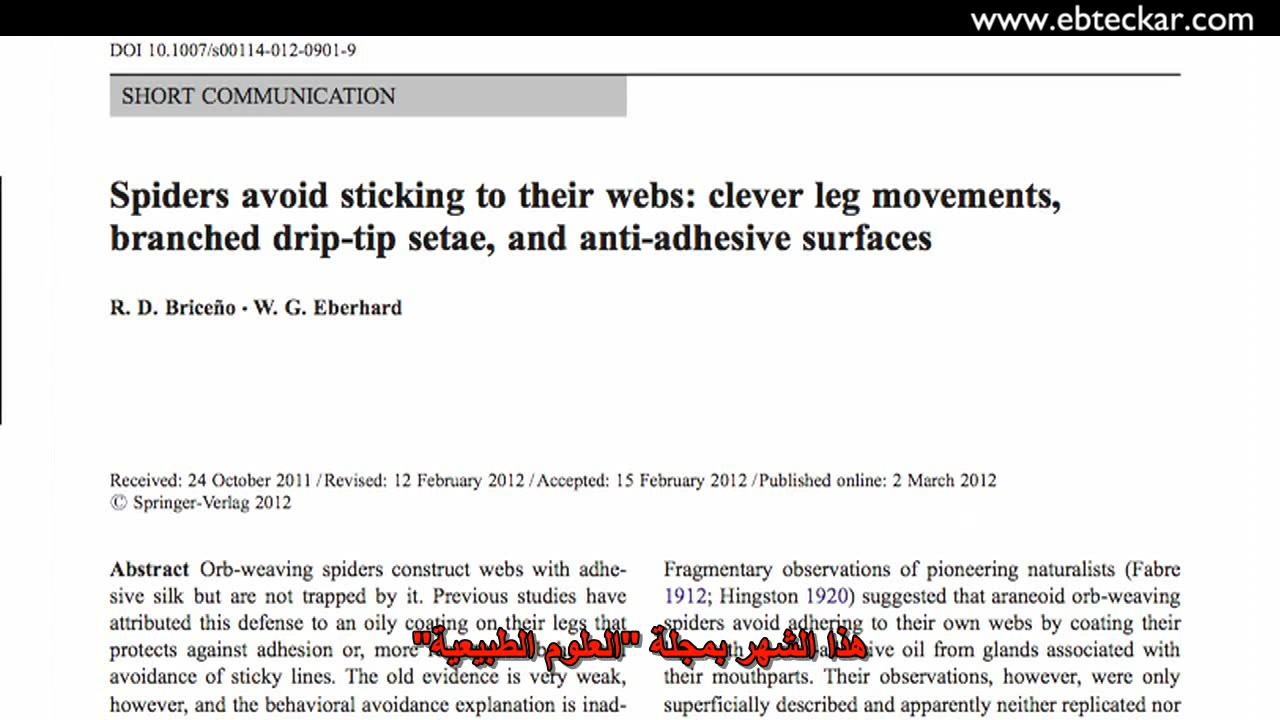 www.ebteckar.com
DOI 10.1007/s00114-012-0901-9
SHORT COMMUNICATION
Spiders avoid sticking to their webs: clever leg movements,
branched drip-tip setae, and anti-adhesive surfaces
R. D. Briceño · W. G. Eberhard
Received: 24 October 2011 / Revised: 12 February 2012 / Accepted: 15 February 2012 / Published online: 2 March 2012
© Springer-Verlag 2012
Abstract Orb-weaving spiders construct webs with adhe-
sive silk but are not trapped by it. Previous studies have
attributed this defense to an oily coating on their legs that
protects against adhesion or, more
avoidance of sticky lines. The old evidence is very weak,
however, and the behavioral avoidance explanation is inad-
Fragmentary observations of pioneering naturalists (Fabre
1912; Hingston 1920) suggested that araneoid orb-weaving
spiders avoid adhering to their own webs by coating their
oil from glands associated with
their mouthparts. Their observations, however, were only
superficially described and apparently neither replicated nor
هذا الشهر بمجلة "العلوم الطبيعية"